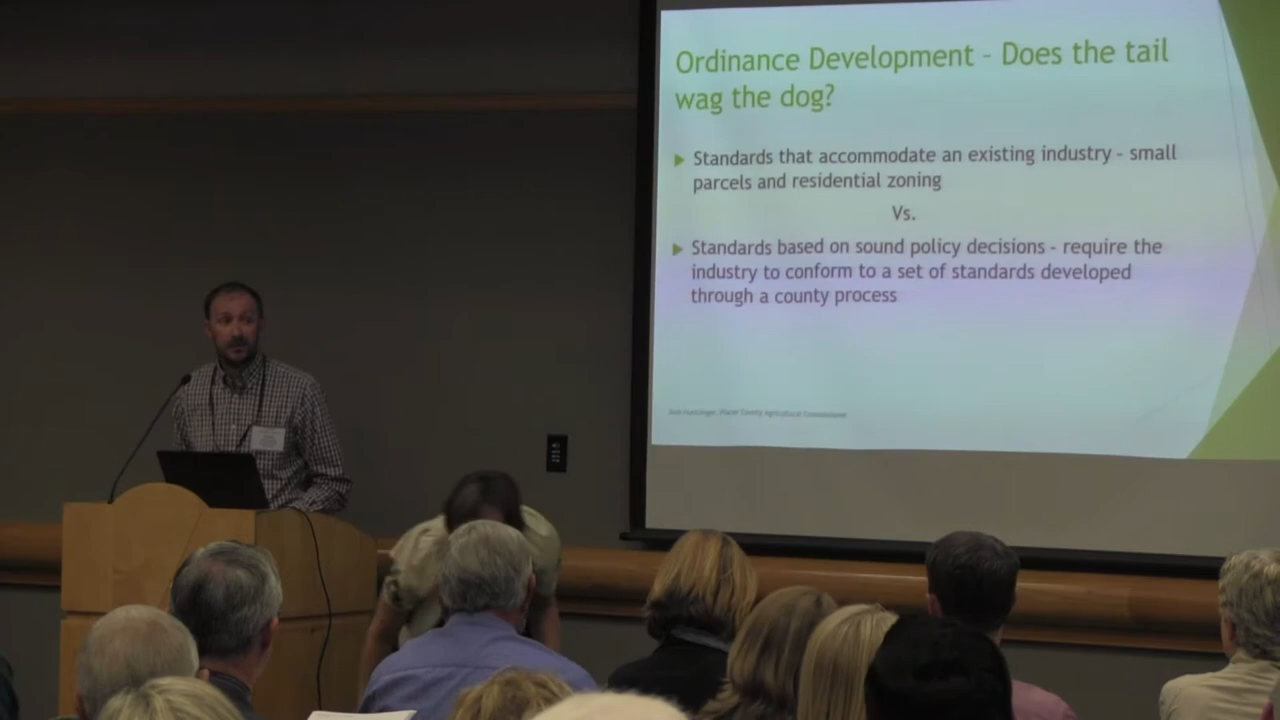 Ordinance Development - Does the tail
wag the dog?
Standards that accommodate an existing industry - small
parcels and residential zoning
Vs.
Standards based on sound policy decisions - require the
industry to conform to a set of standards developed
through a county process
County Agricultural